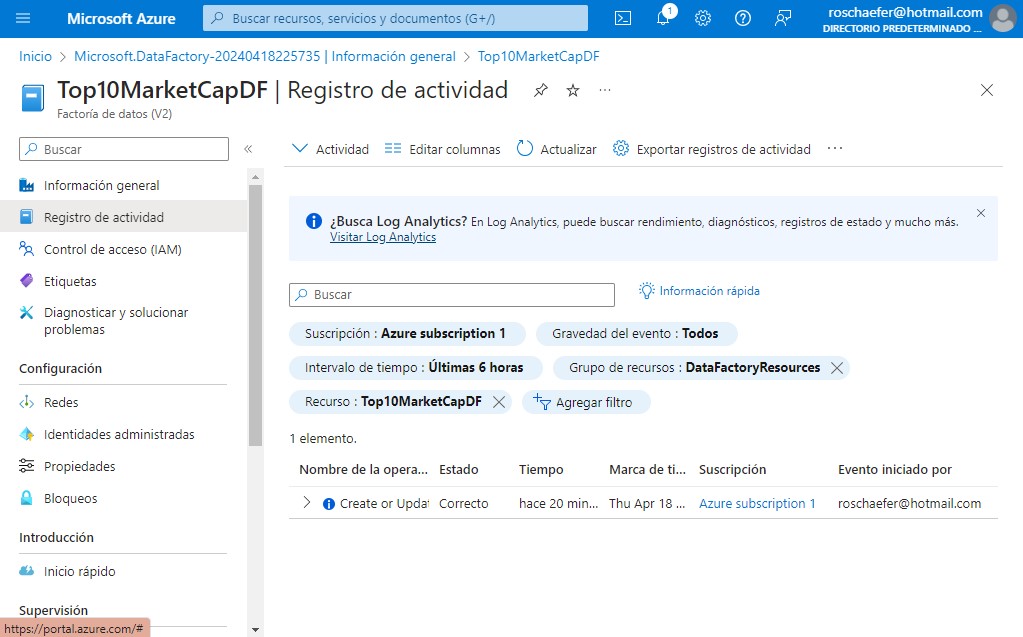 Microsoft Azure
Buscar recursos, servicios y documentos (G+/)
1
roschaefer@hotmail.com
DIRECTORIO PREDETERMINADO ...
Inicio > Microsoft.DataFactory-20240418225735 | Información general > Top10MarketCapDF
Top10MarketCapDF | Registro de actividad
Factoría de datos (V2)
Buscar
Información general
Registro de actividad
Control de acceso (IAM)
Etiquetas
Diagnosticar y solucionar
problemas
Configuración
Redes
Identidades administradas
Propiedades
Bloqueos
Introducción
Inicio rápido
Supervisión
https://portal.azure.com/#
Actividad Editar columnas Actualizar Exportar registros de actividad ...
¿Busca Log Analytics? En Log Analytics, puede buscar rendimiento, diagnósticos, registros de estado y mucho más.
Visitar Log Analytics
Buscar
Información rápida
Suscripción : Azure subscription 1 Gravedad del evento : Todos
Intervalo de tiempo : Últimas 6 horas Grupo de recursos : DataFactoryResources
Recurso : Top10MarketCapDF Agregar filtro
1 elemento.
Nombre de la opera... Estado Tiempo Marca de ti... Suscripción Evento iniciado por
Create or Updat Correcto hace 20 min... Thu Apr 18 ... Azure subscription 1 roschaefer@hotmail.com